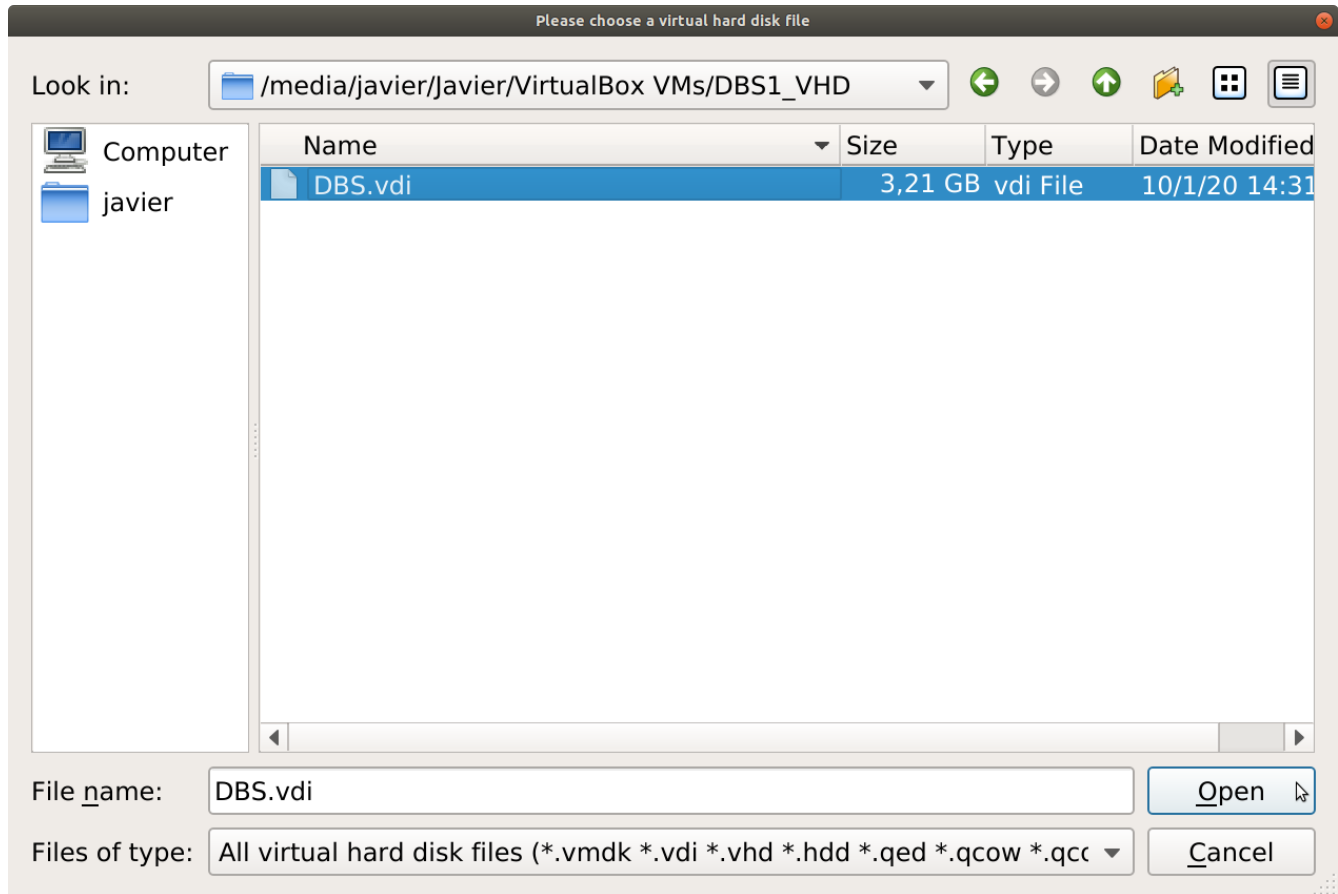 Please choose a virtual hard disk file
Look in: /media/javier/Javier/VirtualBox VMs/DBS1_VHD
Computer
javier
Name Size Type Date Modified
DBS.vdi 3,21 GB vdi File 10/1/20 14:31
File name: DBS.vdi Open
Files of type: All virtual hard disk files (*.vmdk *.vdi *.vhd *.hdd *.qed *.qcow Cancel